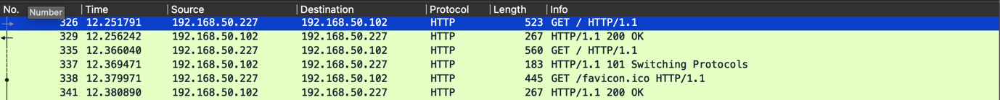 No. Time Source Destination Protocol Length Info
Number
326 12.251791 192.168.50.227 192.168.50.102 HTTP 523 GET / HTTP/1.1
329 12.256242 192.168.50.102 192.168.50.227 HTTP 267 HTTP/1.1 200 OK
335 12.366040 192.168.50.227 192.168.50.102 HTTP 560 GET / HTTP/1.1
337 12.369471 192.168.50.102 192.168.50.227 HTTP 183 HTTP/1.1 101 Switching Protocols
338 12.379971 192.168.50.227 192.168.50.102 HTTP 445 GET /favicon.ico HTTP/1.1
341 12.380890 192.168.50.102 192.168.50.227 HTTP 267 HTTP/1.1 200 OK